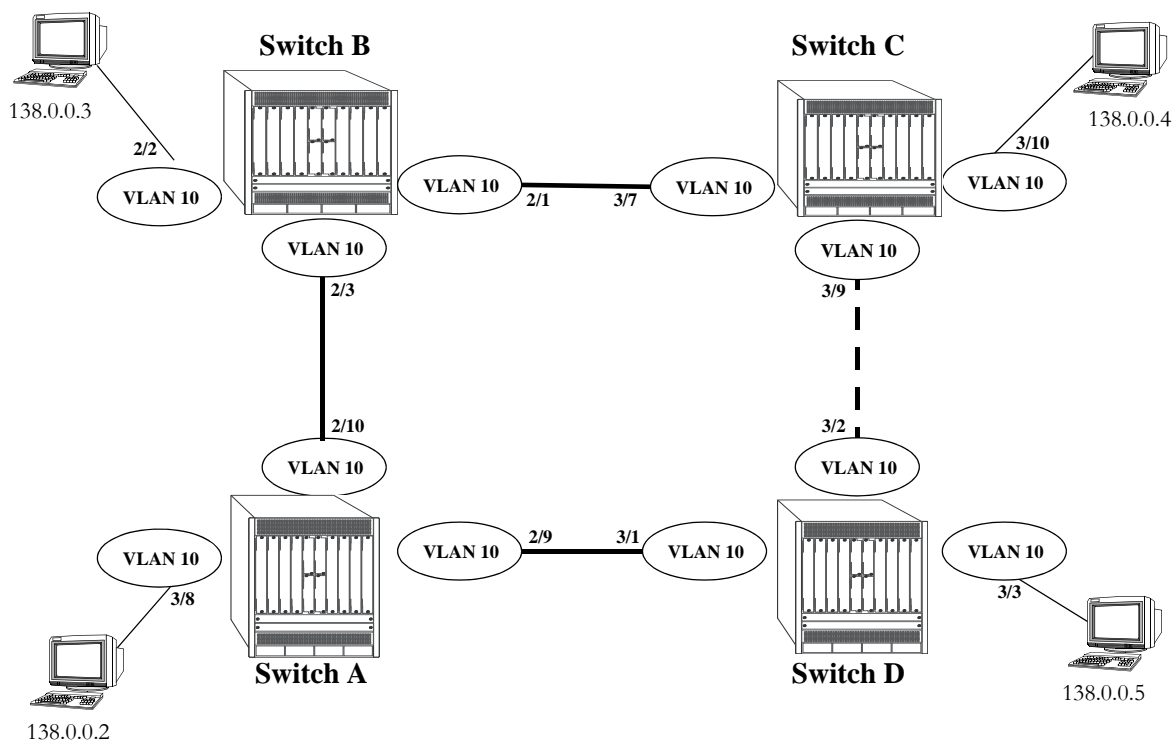 Switch B
Switch C
138.0.0.3
138.0.0.4
2/2
3/10
VLAN 10
VLAN 10
2/1
3/7
VLAN 10
VLAN 10
VLAN 10
VLAN 10
2/3
3/9
2/10
3/2
VLAN 10
VLAN 10
VLAN 10
VLAN 10
2/9
3/1
VLAN 10
VLAN 10
3/8
3/3
Switch A
Switch D
138.0.0.5
138.0.0.2